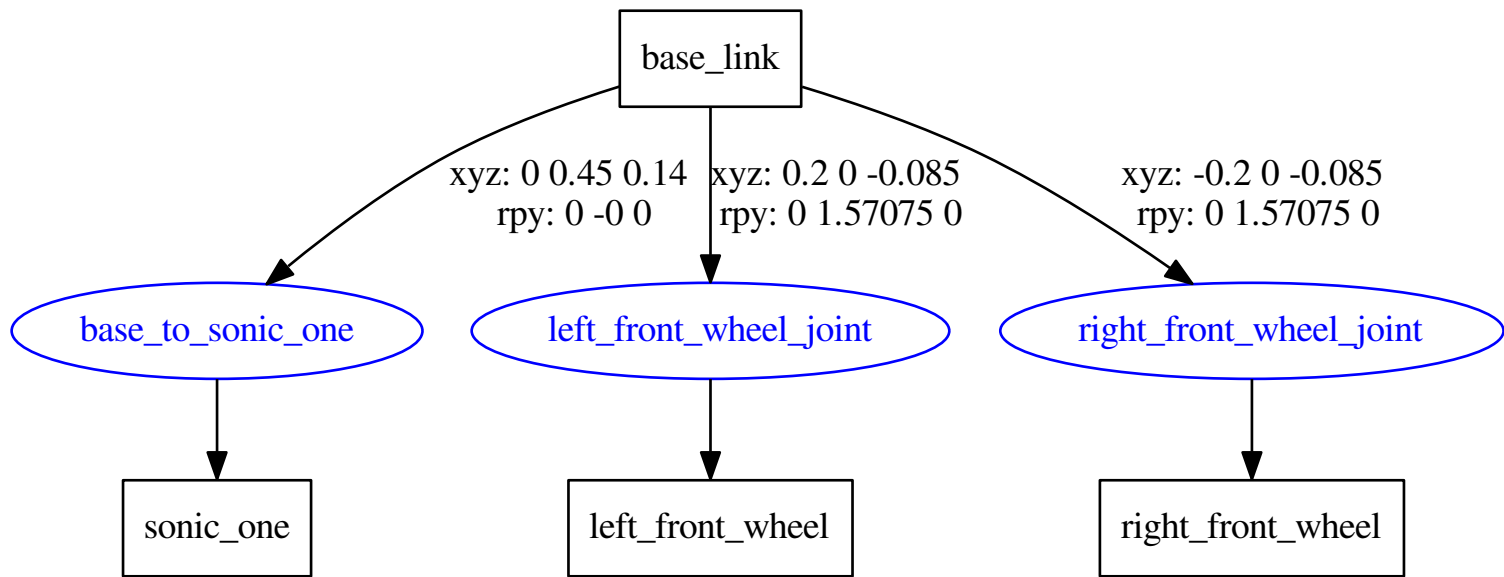 base_link
xyz: 0 0.45 0.14
rpy: 0 -0 0
xyz: 0.2 0 -0.085
rpy: 0 1.57075 0
xyz: -0.2 0 -0.085
rpy: 0 1.57075 0
base_to_sonic_one
left_front_wheel_joint
right_front_wheel_joint
sonic_one
left_front_wheel
right_front_wheel